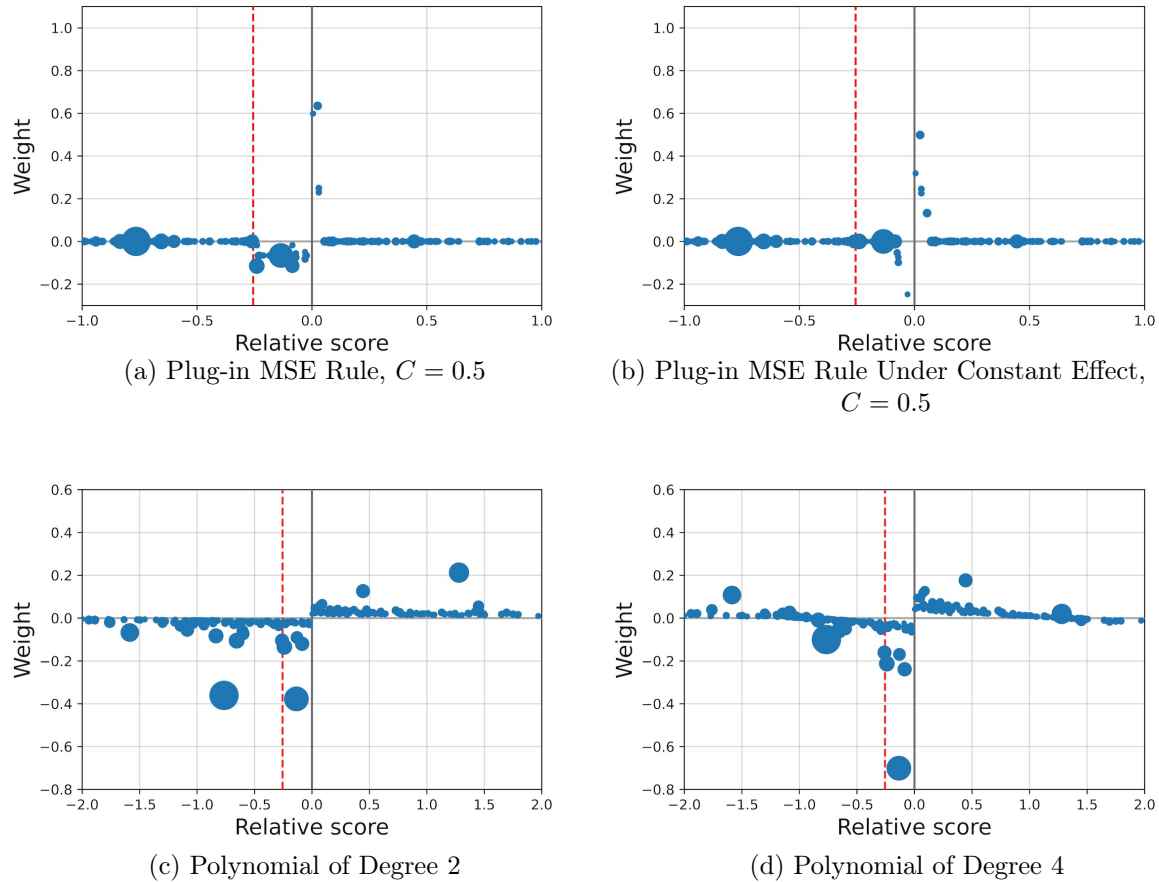 1.0
0.8
0.6
0.4
0.2
0.0
−0.2
Weight
−1.0 −0.5 0.0 0.5 1.0
Relative score
(a) Plug-in MSE Rule, C = 0.5
1.0
0.8
0.6
0.4
0.2
0.0
−0.2
Weight
−1.0 −0.5 0.0 0.5 1.0
Relative score
(b) Plug-in MSE Rule Under Constant Effect,
C = 0.5
0.6
0.4
0.2
0.0
−0.2
−0.4
−0.6
−0.8
Weight
−2.0 −1.5 −1.0 −0.5 0.0 0.5 1.0 1.5 2.0
Relative score
(c) Polynomial of Degree 2
0.6
0.4
0.2
0.0
−0.2
−0.4
−0.6
−0.8
Weight
−2.0 −1.5 −1.0 −0.5 0.0 0.5 1.0 1.5 2.0
Relative score
(d) Polynomial of Degree 4